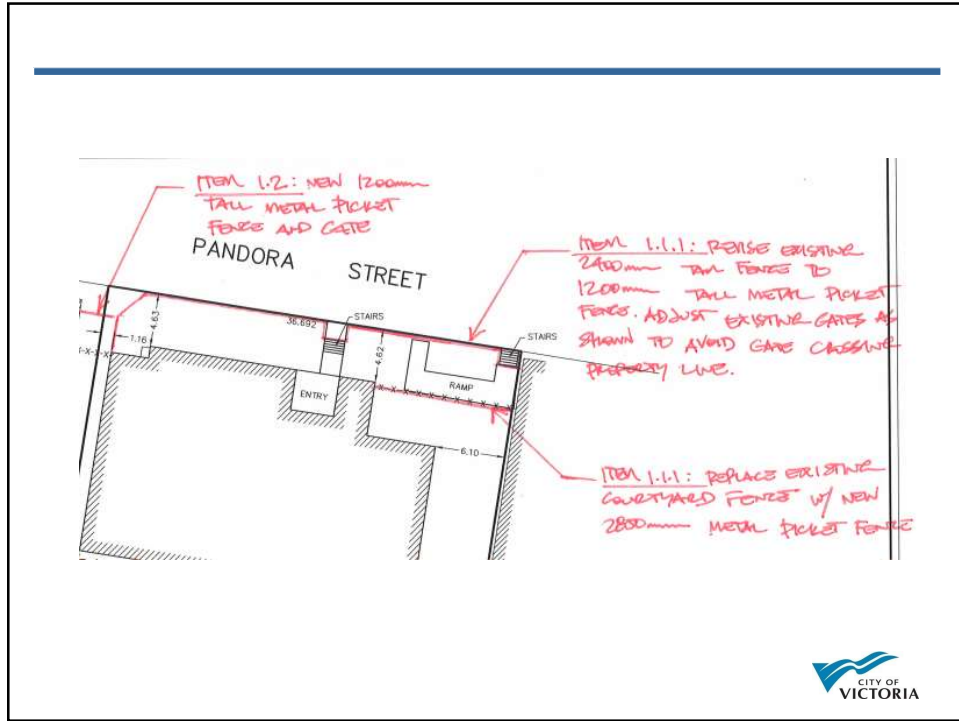 ITEM 1.2: NEW 1200mm
TALL METAL PICKET
FENCE AND GATE
PANDORA STREET
ITEM 1.1.1: REVISE EXISTING
2400mm TALL FENCE TO
1200mm TALL METAL PICKET
FENCE. ADJUST EXISTING GATES AS
SHOWN TO AVOID GATE CROSSING
PROPERTY LINE.
36.692
STAIRS
STAIRS
4.63
1.16
4.62
X-X-X
RAMP
ENTRY
X-X-X-X-X-X-X-X-X-X-X
6.10
ITEM 1.1.1: REPLACE EXISTING
COURTYARD FENCE W/ NEW
2800mm METAL PICKET FENCE
CITY OF
VICTORIA